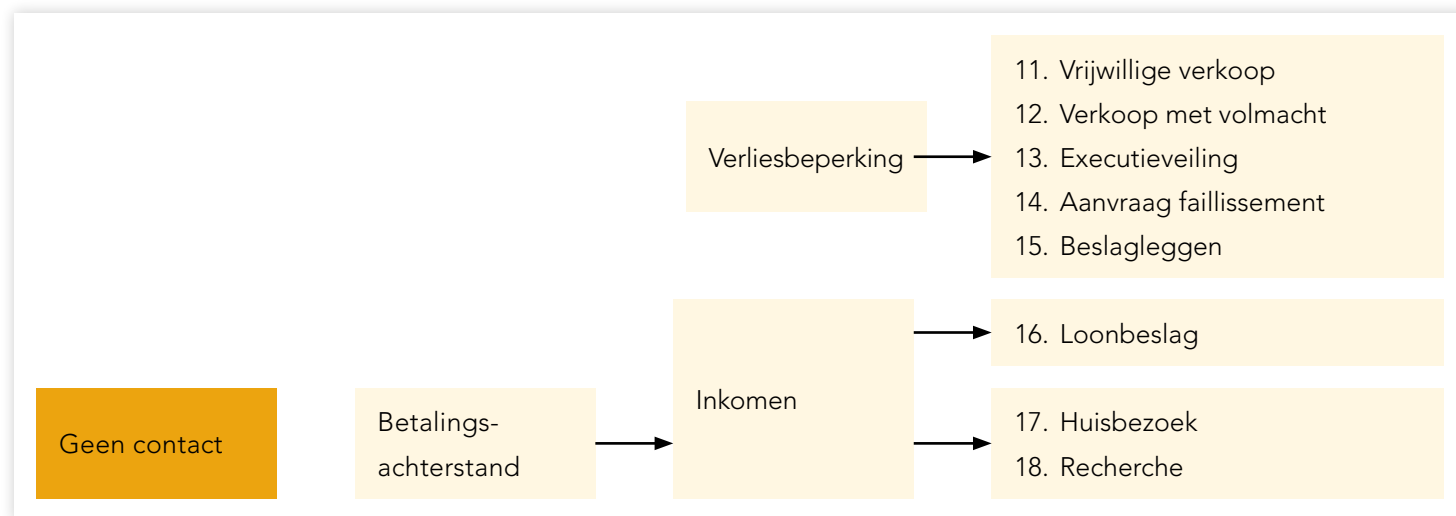 Verliesbeperking
11. Vrijwillige verkoop
12. Verkoop met volmacht
13. Executieveiling
14. Aanvraag faillissement
15. Beslagleggen
Geen contact
Betalings-
achterstand
Inkomen
16. Loonbeslag
17. Huisbezoek
18. Recherche